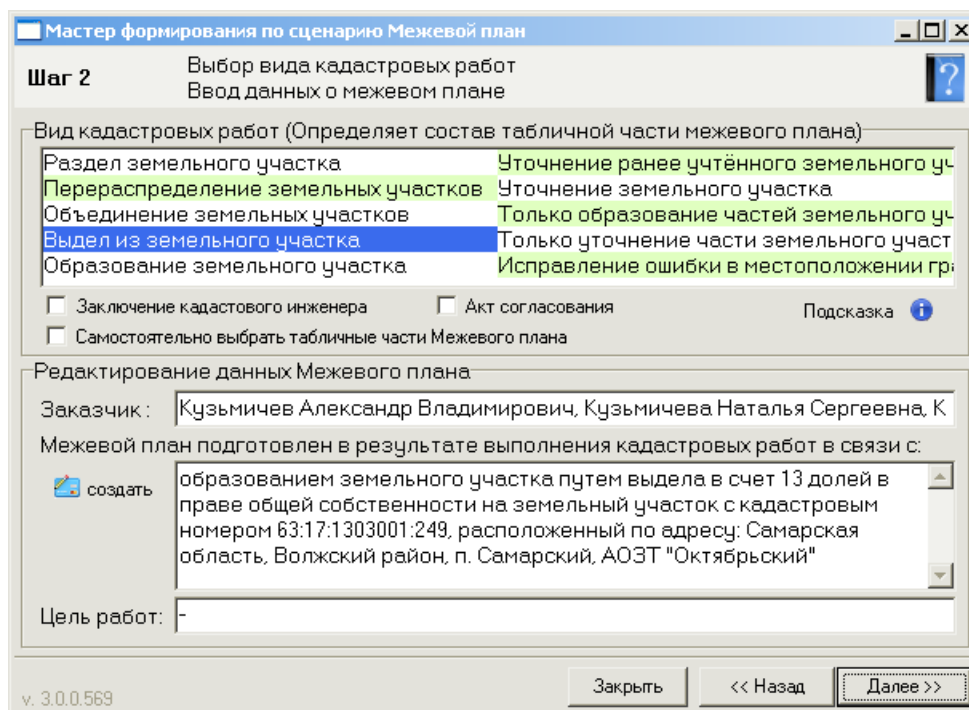 Мастер формирования по сценарию Межевой план
Шаг 2
Выбор вида кадастровых работ
Ввод данных о межевом плане
Вид кадастровых работ (Определяет состав табличной части межевого плана)
Раздел земельного участка
Перераспределение земельных участков
Объединение земельных участков
Выдел из земельного участка
Образование земельного участка
Уточнение ранее учтённого земельного уч
Уточнение земельного участка
Только образование частей земельного уч
Только уточнение части земельного участ
Исправление ошибки в местоположении гра
Заключение кадастового инженера
Акт согласования
Подсказка
Самостоятельно выбрать табличные части Межевого плана
Редактирование данных Межевого плана
Заказчик :
Кузьмичев Александр Владимирович, Кузьмичева Наталья Сергеевна, К
Межевой план подготовлен в результате выполнения кадастровых работ в связи с:
создать
образованием земельного участка путем выдела в счет 13 долей в
праве общей собственности на земельный участок с кадастровым
номером 63:17:1303001:249, расположенный по адресу: Самарская
область, Волжский район, п. Самарский, АОЗТ "Октябрьский"
Цель работ:
-
v. 3.0.0.569
Закрыть
<< Назад
Далее >>